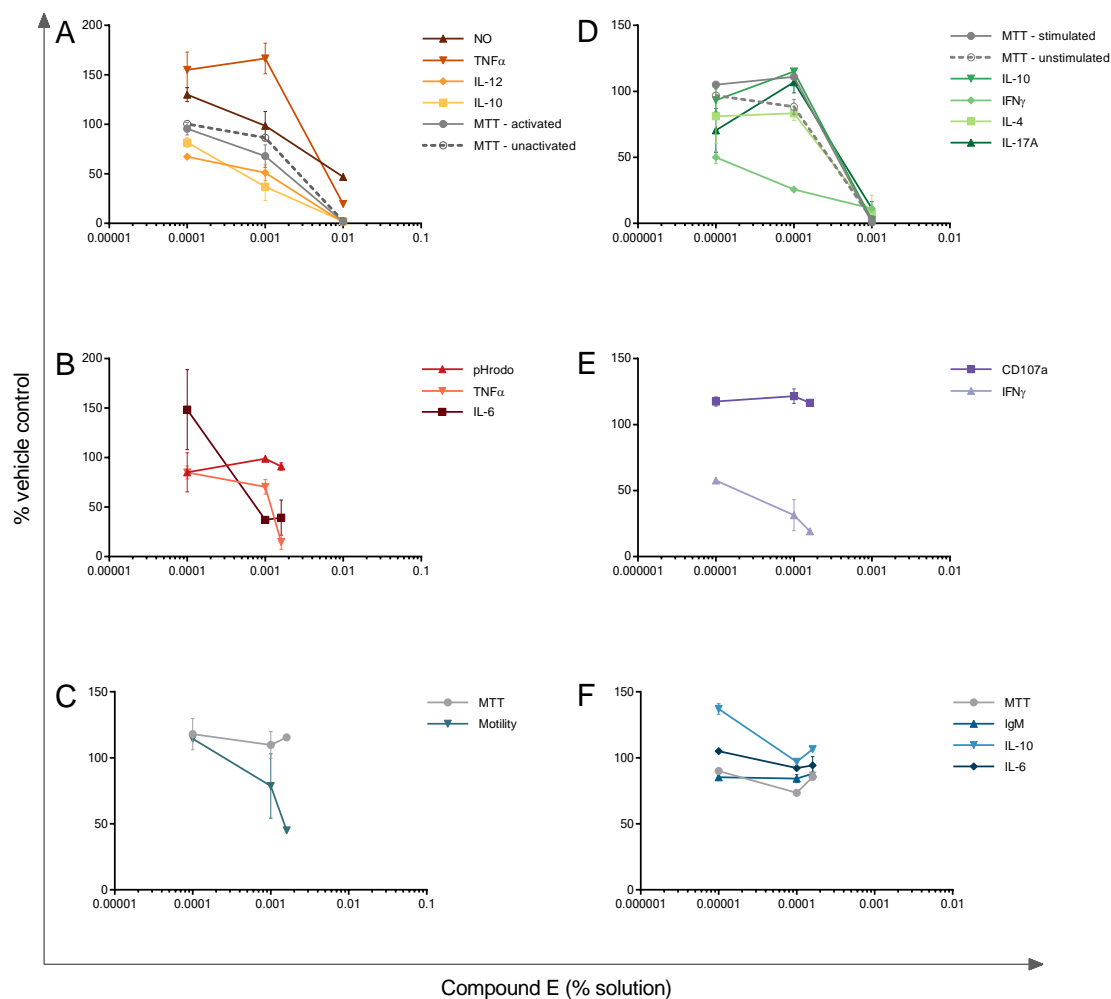 A
200
150
100
50
0
0.00001 0.0001 0.001 0.01 0.1
NO
TNFα
IL-12
IL-10
MTT - activated
MTT - unactivated
D
150
100
50
0
0.000001 0.00001 0.0001 0.001 0.01
MTT - stimulated
MTT - unstimulated
IL-10
IFNγ
IL-4
IL-17A
% vehicle control
B
200
150
100
50
0
0.00001 0.0001 0.001 0.01 0.1
pHrodo
TNFα
IL-6
E
150
100
50
0
0.000001 0.00001 0.0001 0.001 0.01
CD107a
IFNγ
C
150
100
50
0
0.00001 0.0001 0.001 0.01 0.1
MTT
Motility
F
150
100
50
0
0.000001 0.00001 0.0001 0.001 0.01
MTT
IgM
IL-10
IL-6
Compound E (% solution)